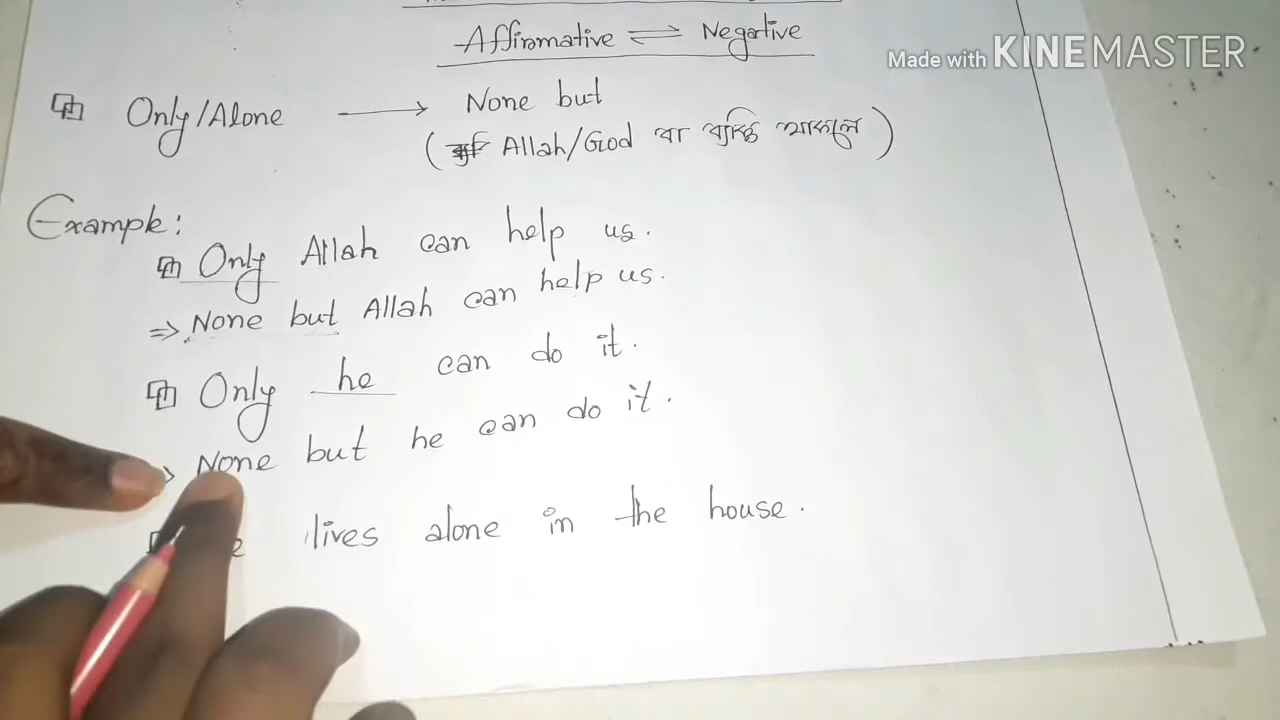 Affirmative ⇌ Negative
Made with KINEMASTER
Only/Alone → None but
( Allah/God বা ব্যক্তি থাকলে )
Example:
Only Allah can help us.
⇒ None but Allah can help us.
Only he can do it.
None but he can do it.
lives alone in the house.